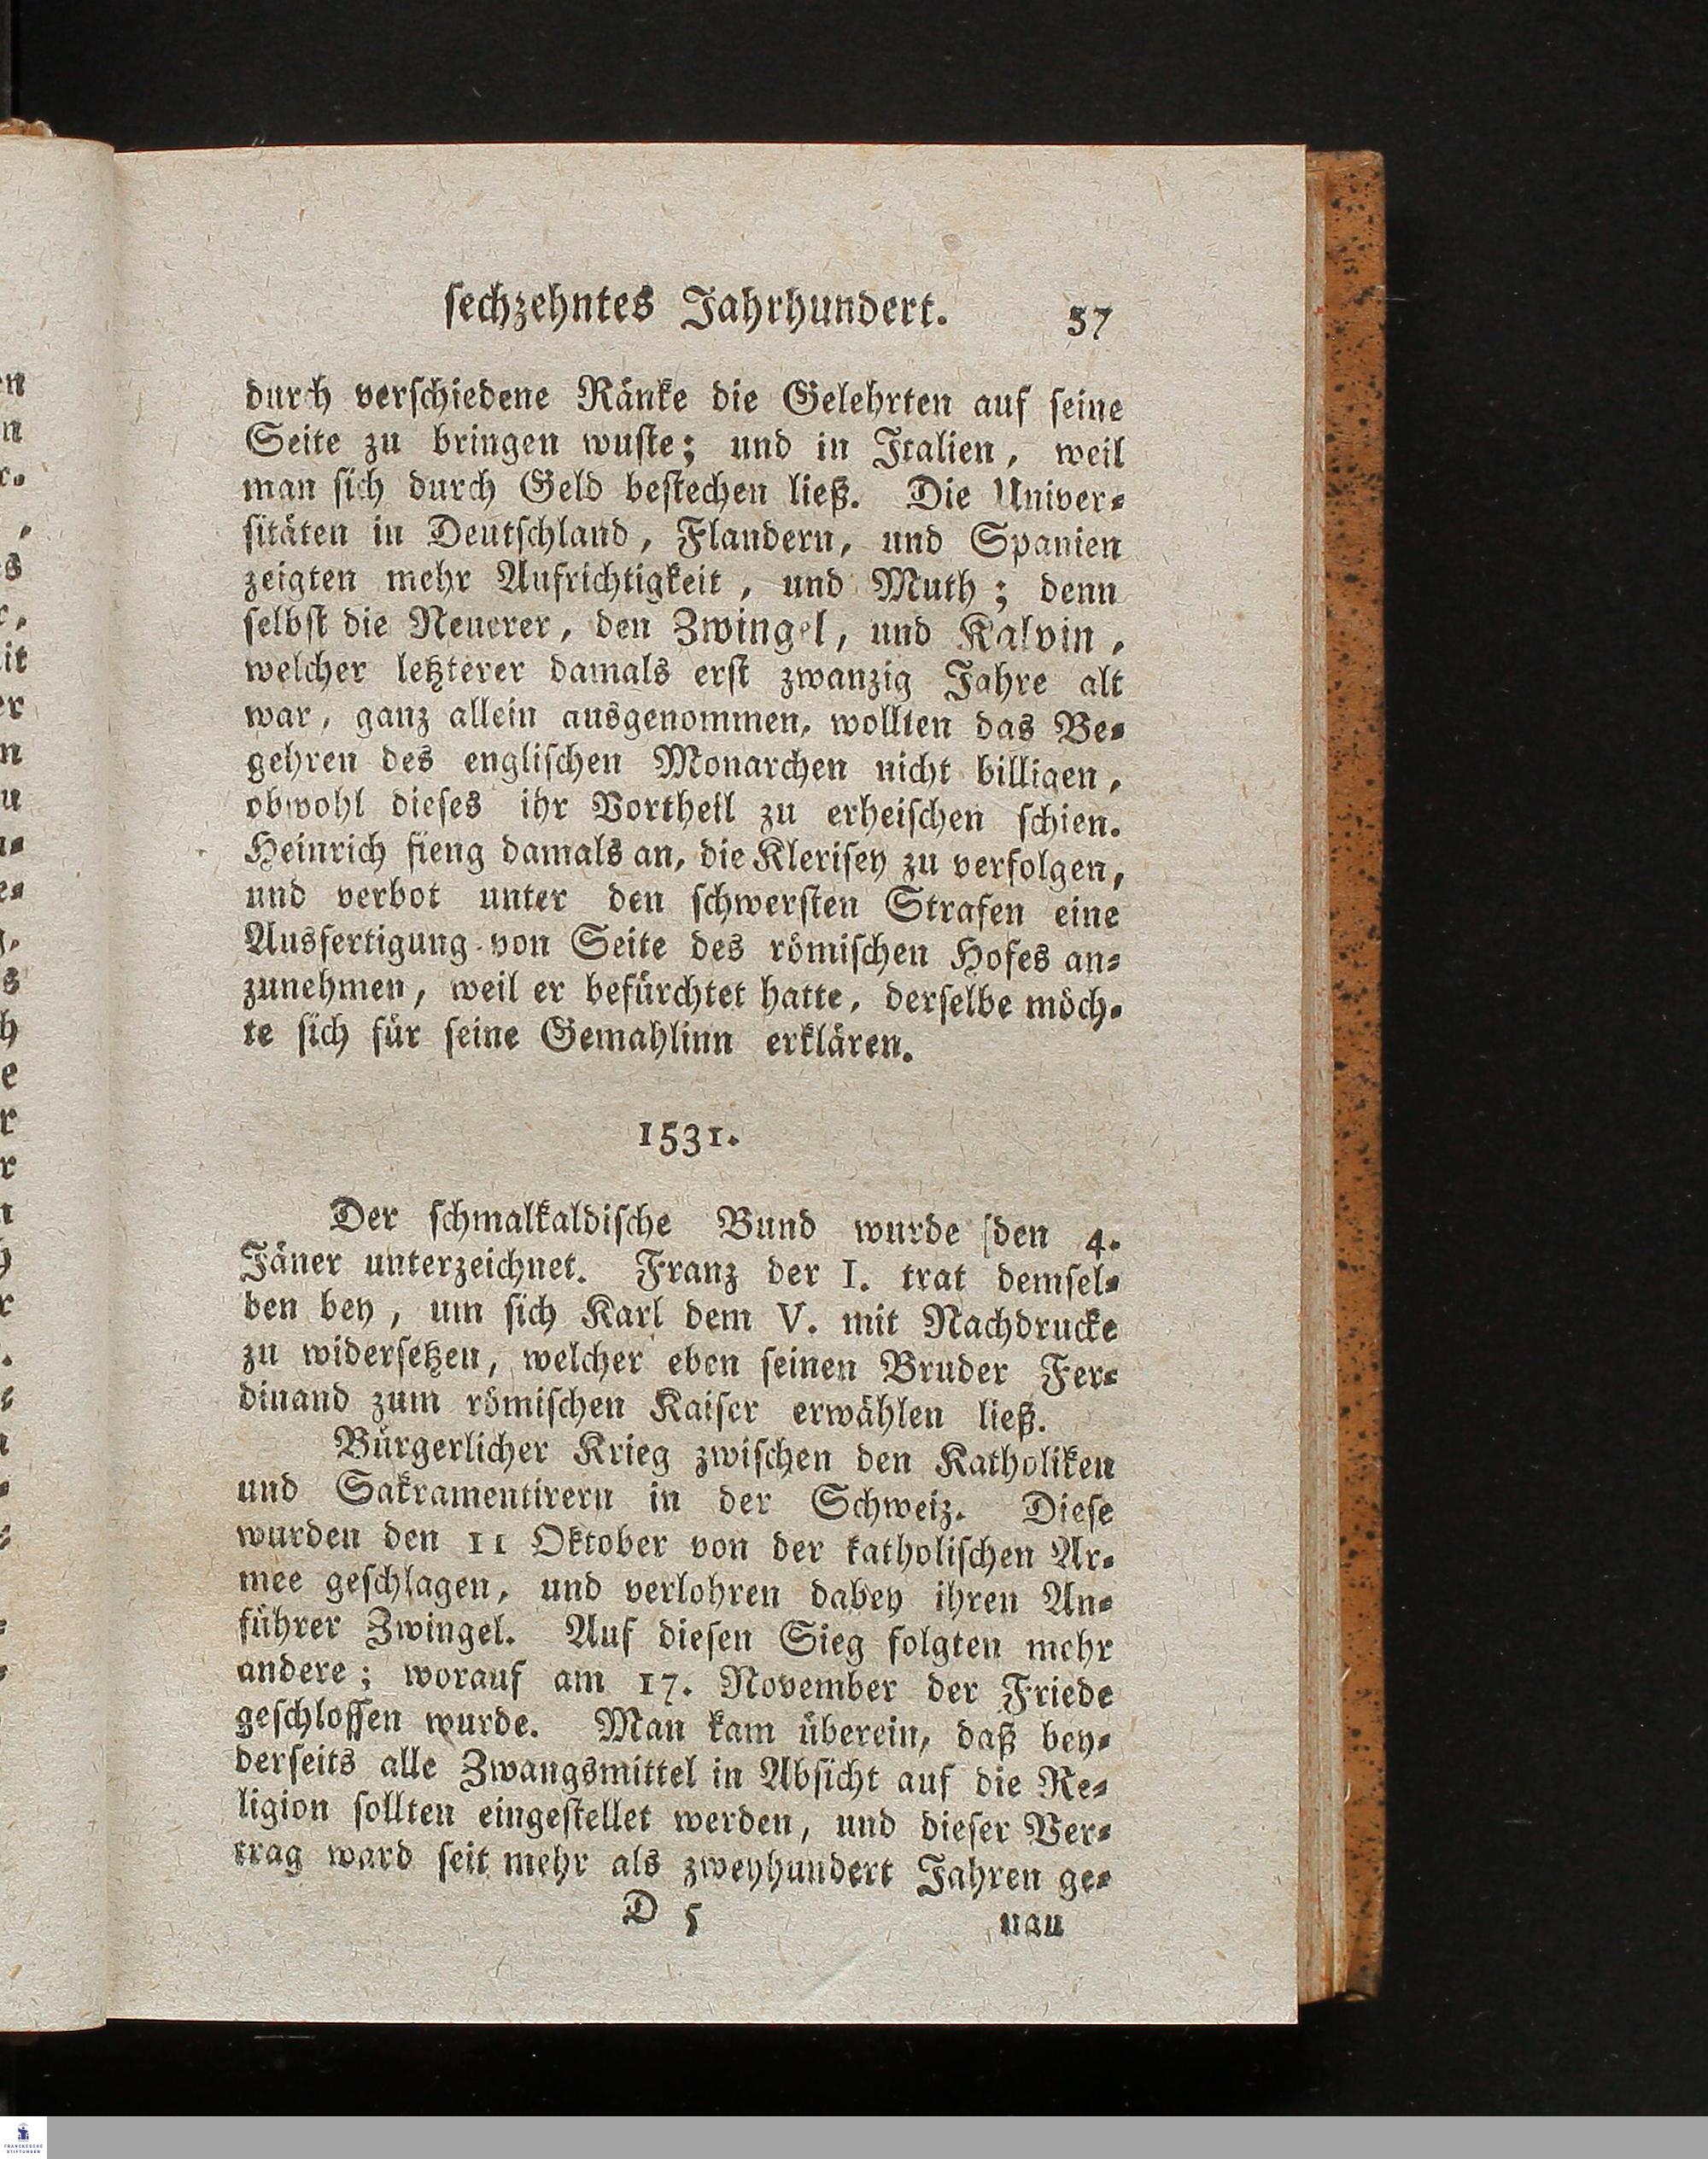 sechzehntes Jahrhundert. 57
durch verschiedene Ränke die Gelehrten auf seine
Seite zu bringen wuste; und in Italien, weil
man sich durch Geld bestechen ließ. Die Univer-
sitäten in Deutschland, Flandern, und Spanien
zeigten mehr Aufrichtigkeit, und Muth; denn
selbst die Neuerer, den Zwingel, und Kalvin,
welcher letzterer damals erst zwanzig Jahre alt
war, ganz allein ausgenommen, wollten das Be-
gehren des englischen Monarchen nicht billigen,
obwohl dieses ihr Vortheil zu erheischen schien.
Heinrich fieng damals an, die Klerisey zu verfolgen,
und verbot unter den schwersten Strafen eine
Ausfertigung von Seite des römischen Hofes an-
zunehmen, weil er befürchtet hatte, derselbe möch-
te sich für seine Gemahlinn erklären.
1531.
Der schmalkaldische Bund wurde den 4.
Jäner unterzeichnet. Franz der I. trat demsel-
ben bey, um sich Karl dem V. mit Nachdrucke
zu widersetzen, welcher eben seinen Bruder Fer-
dinand zum römischen Kaiser erwählen ließ.
Bürgerlicher Krieg zwischen den Katholiken
und Sakramentirern in der Schweiz. Diese
wurden den 11 Oktober von der katholischen Ar-
mee geschlagen, und verlohren dabey ihren An-
führer Zwingel. Auf diesen Sieg folgten mehr
andere; worauf am 17. November der Friede
geschlossen wurde. Man kam überein, daß bey-
derseits alle Zwangsmittel in Absicht auf die Re-
ligion sollten eingestellet werden, und dieser Ver-
trag ward seit mehr als zweyhundert Jahren ge-
D 5 nau
FRANCKESCHE
STIFTUNGEN